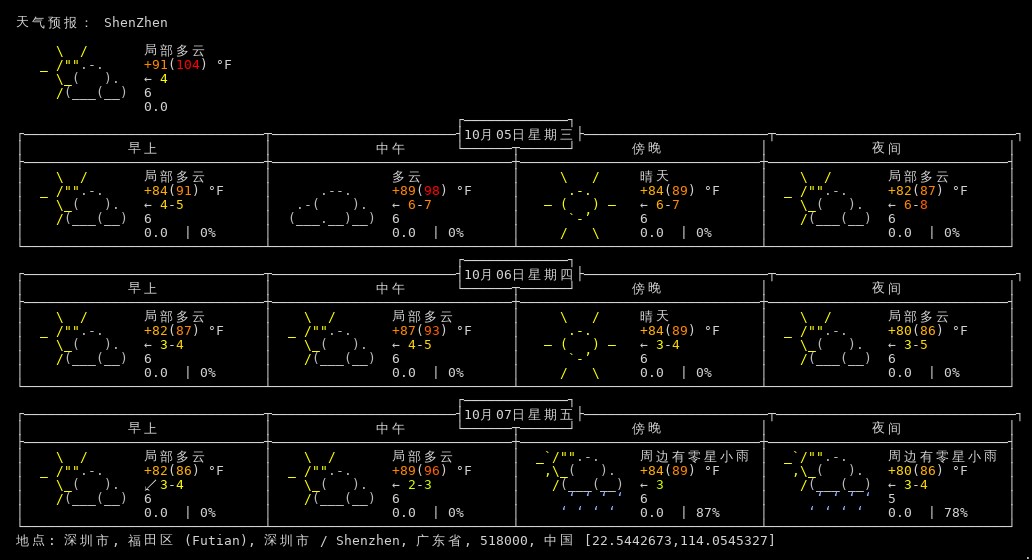 天气预报： ShenZhen
局部多云
+91(104) °F
← 4
6
0.0
10月05日星期三
早上 中午 傍晚 夜间
局部多云 多云 晴天 局部多云
+84(91) °F +89(98) °F +84(89) °F +82(87) °F
← 4-5 ← 6-7 ← 6-7 ← 6-8
6 6 6 6
0.0 | 0% 0.0 | 0% 0.0 | 0% 0.0 | 0%
10月06日星期四
早上 中午 傍晚 夜间
局部多云 局部多云 晴天 局部多云
+82(87) °F +87(93) °F +84(89) °F +80(86) °F
← 3-4 ← 4-5 ← 3-4 ← 3-5
6 6 6 6
0.0 | 0% 0.0 | 0% 0.0 | 0% 0.0 | 0%
10月07日星期五
早上 中午 傍晚 夜间
局部多云 局部多云 周边有零星小雨 周边有零星小雨
+82(86) °F +89(96) °F +84(89) °F +80(86) °F
↙ 3-4 ← 2-3 ← 3 ← 3-4
6 6 6 5
0.0 | 0% 0.0 | 0% 0.0 | 87% 0.0 | 78%
地点: 深圳市, 福田区 (Futian), 深圳市 / Shenzhen, 广东省, 518000, 中国 [22.5442673,114.0545327]